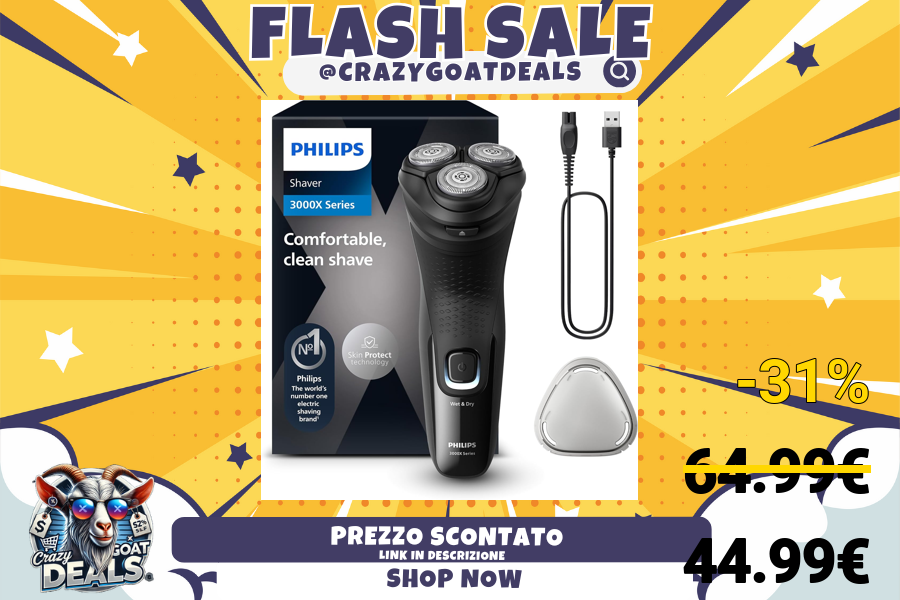 FLASH SALE
@CRAZYGOATDEALS
PHILIPS
Shaver
3000X Series
Comfortable,
clean shave
Nº1
Philips
The world's
number one
electric
shaving
brand¹
Skin Protect
technology
Wet & Dry
PHILIPS
3000X Series
-31%
64.99€
44.99€
PREZZO SCONTATO
LINK IN DESCRIZIONE
SHOP NOW
$
Crazy
GOAT
DEALS